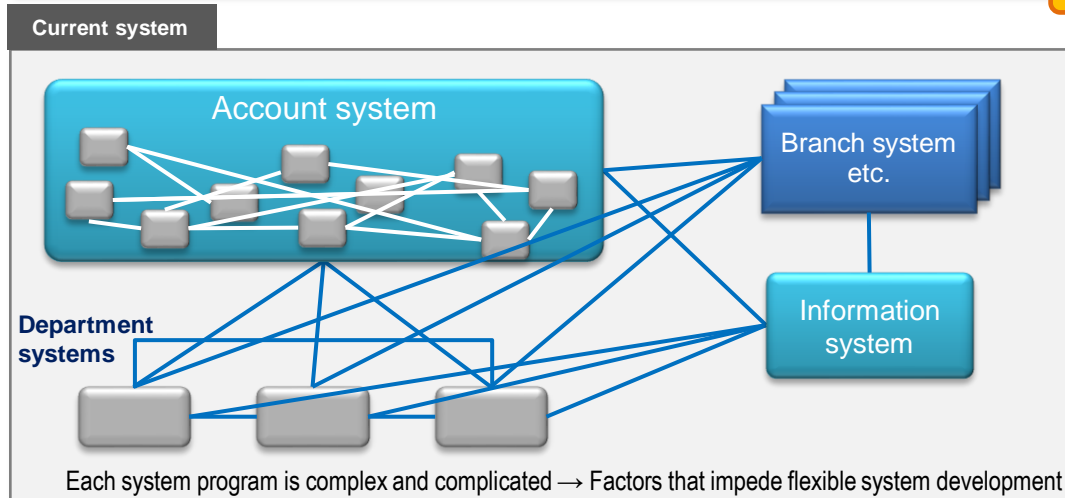 Current system
Account system
Branch system
etc.
Information
system
Department
systems
Each system program is complex and complicated → Factors that impede flexible system development